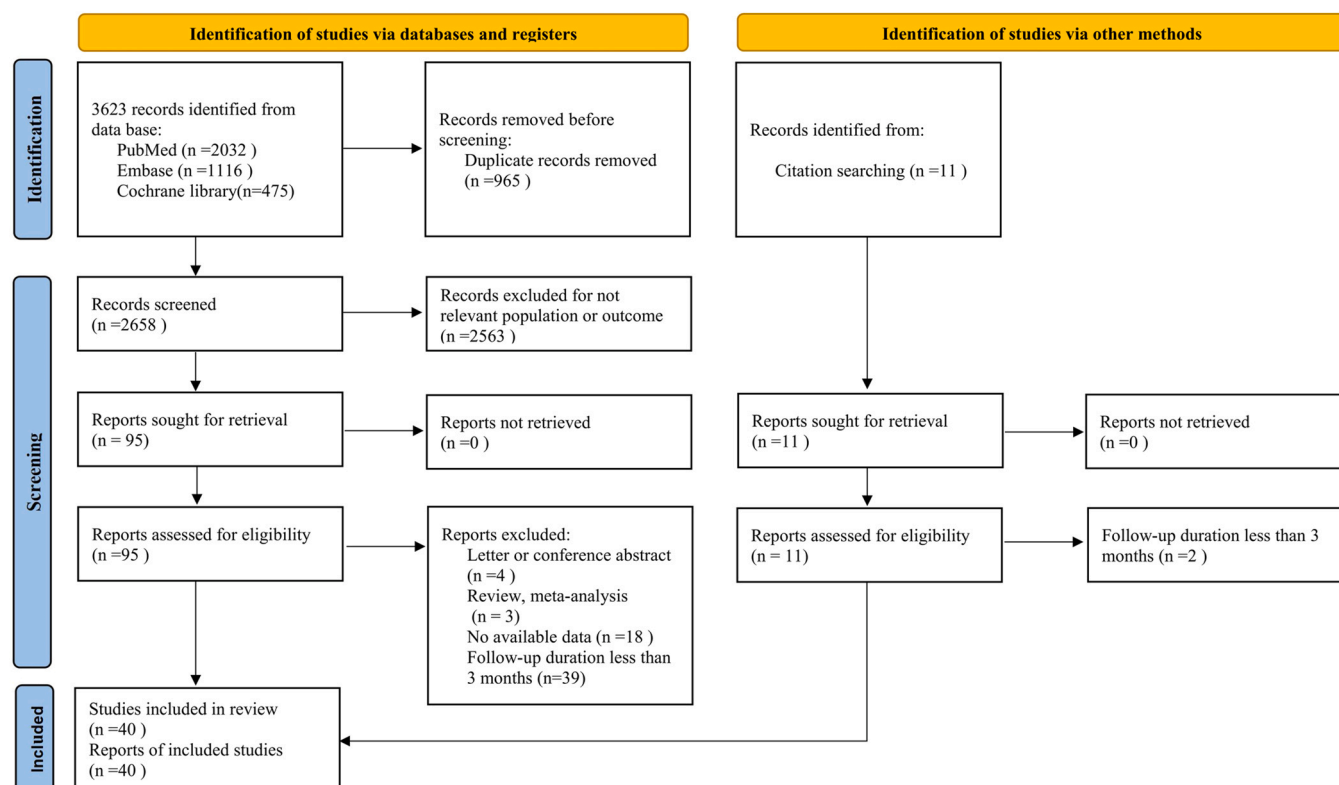 Identification of studies via databases and registers
Identification of studies via other methods
Identification
3623 records identified from
data base:
PubMed (n =2032 )
Embase (n =1116 )
Cochrane library(n=475)
Records removed before
screening:
Duplicate records removed
(n =965 )
Records identified from:
Citation searching (n =11 )
Screening
Records screened
(n =2658 )
Records excluded for not
relevant population or outcome
(n =2563 )
Reports sought for retrieval
(n = 95)
Reports not retrieved
(n =0 )
Reports sought for retrieval
(n =11 )
Reports not retrieved
(n =0 )
Reports assessed for eligibility
(n =95 )
Reports excluded:
Letter or conference abstract
(n =4 )
Review, meta-analysis
(n = 3)
No available data (n =18 )
Follow-up duration less than
3 months (n=39)
Reports assessed for eligibility
(n = 11)
Follow-up duration less than 3
months (n =2 )
Included
Studies included in review
(n =40 )
Reports of included studies
(n =40 )